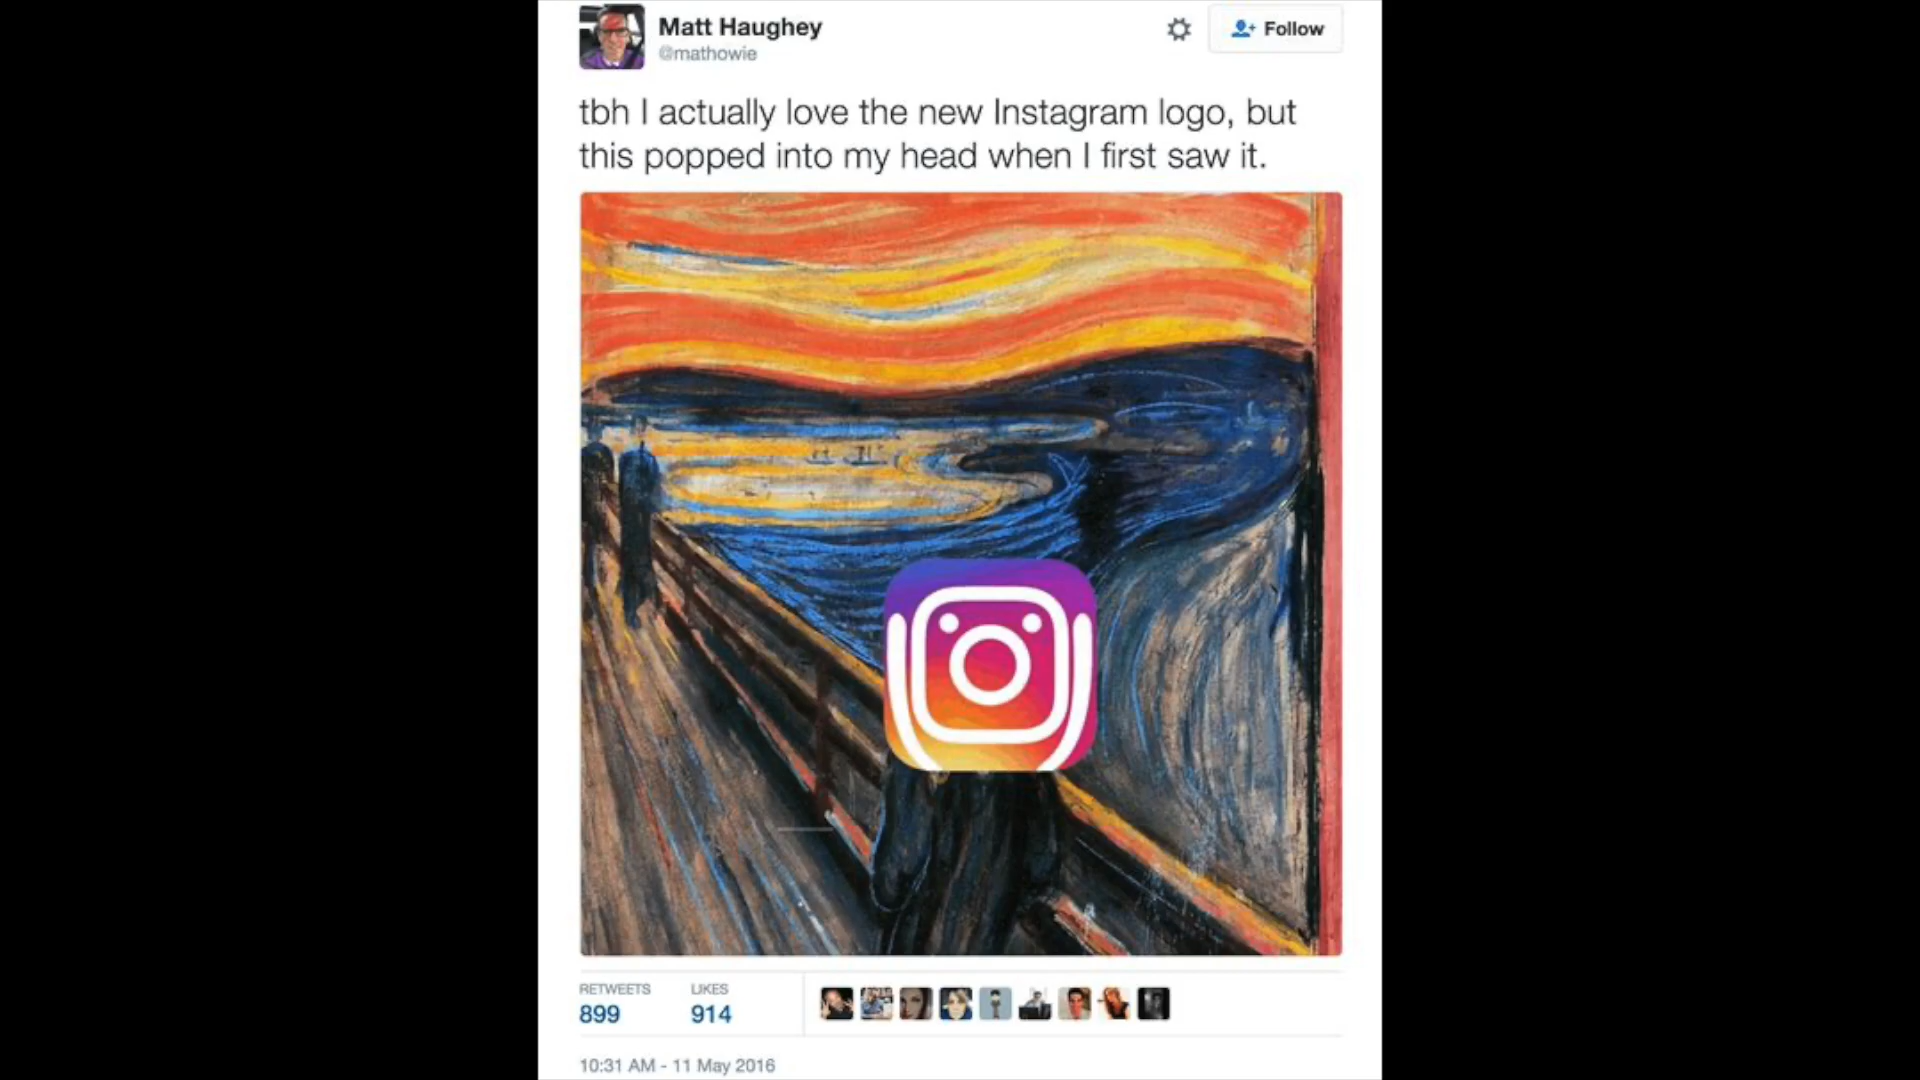 Matt Haughey
@mathowie
Follow
tbh I actually love the new Instagram logo, but
this popped into my head when I first saw it.
RETWEETS
899
LIKES
914
10:31 AM - 11 May 2016